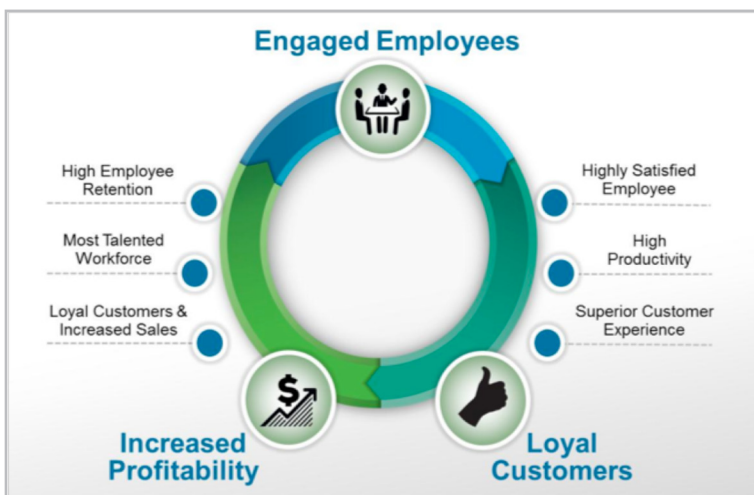 Engaged Employees
High Employee
Retention
Most Talented
Workforce
Loyal Customers &
Increased Sales
Highly Satisfied
Employee
High
Productivity
Superior Customer
Experience
$
Increased
Profitability
Loyal
Customers